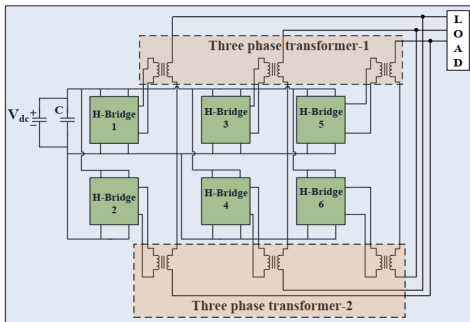 Three phase transformer-1
L
O
A
D
C
V dc
+
−
H-Bridge
1
H-Bridge
3
H-Bridge
5
H-Bridge
2
H-Bridge
4
H-Bridge
6
Three phase transformer-2